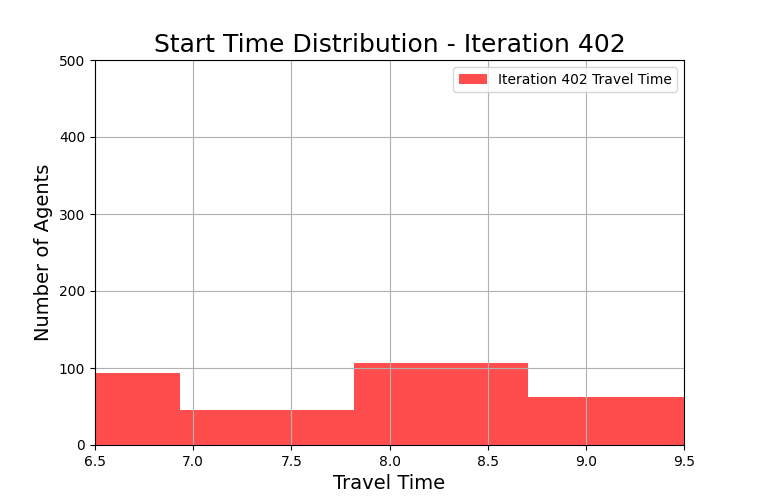 Start Time Distribution - Iteration 402
Iteration 402 Travel Time
Number of Agents
500
400
300
200
100
0
6.5 7.0 7.5 8.0 8.5 9.0 9.5
Travel Time